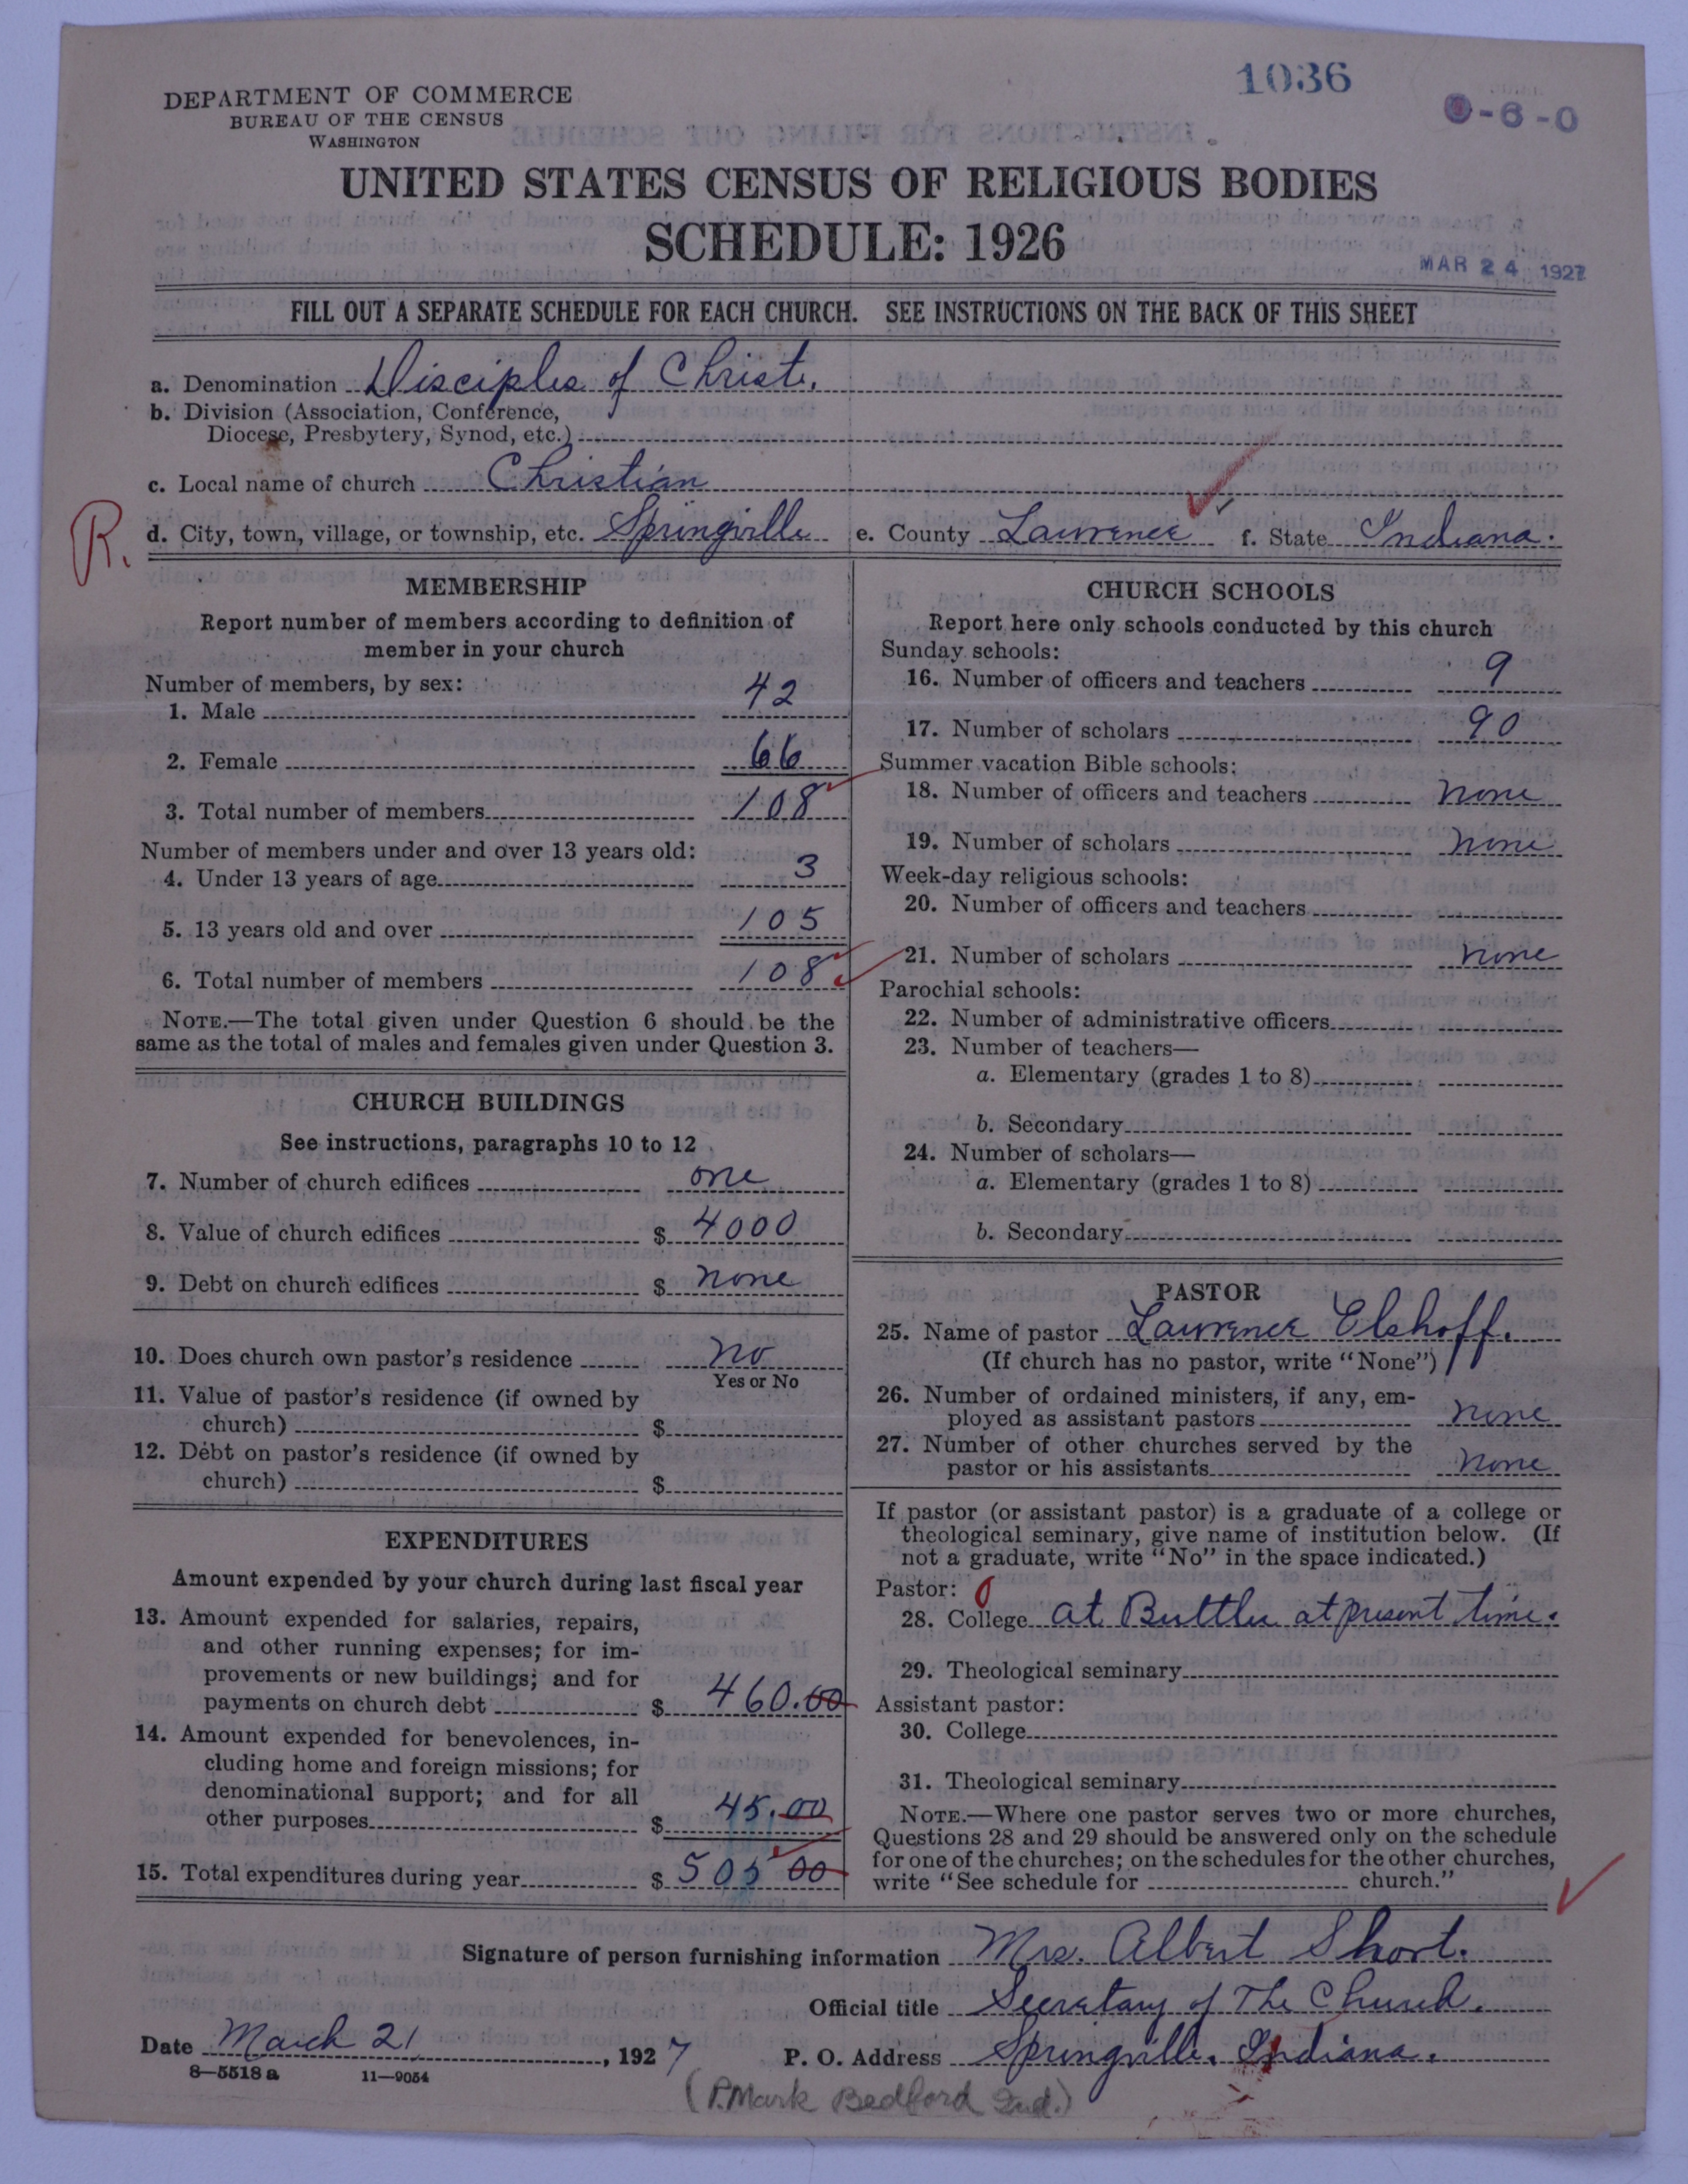 1036
0-6-0
DEPARTMENT OF COMMERCE
BUREAU OF THE CENSUS
WASHINGTON
UNITED STATES CENSUS OF RELIGIOUS BODIES
SCHEDULE: 1926
MAR 24 1927
FILL OUT A SEPARATE SCHEDULE FOR EACH CHURCH. SEE INSTRUCTIONS ON THE BACK OF THIS SHEET
a. Denomination Disciples of Christ.
b. Division (Association, Conference,
Diocese, Presbytery, Synod, etc.)
c. Local name of church Christian
R.
d. City, town, village, or township, etc. Springville e. County Lawrence f. State Indiana.
MEMBERSHIP
Report number of members according to definition of
member in your church
Number of members, by sex:
1. Male 42
2. Female 66
3. Total number of members 108
Number of members under and over 13 years old:
4. Under 13 years of age 3
5. 13 years old and over 105
6. Total number of members 108
NOTE.—The total given under Question 6 should be the
same as the total of males and females given under Question 3.
CHURCH BUILDINGS
See instructions, paragraphs 10 to 12
7. Number of church edifices one
8. Value of church edifices $ 4000
9. Debt on church edifices $ none
10. Does church own pastor's residence no
Yes or No
11. Value of pastor's residence (if owned by
church) $
12. Debt on pastor's residence (if owned by
church) $
EXPENDITURES
Amount expended by your church during last fiscal year
13. Amount expended for salaries, repairs,
and other running expenses; for im-
provements or new buildings; and for
payments on church debt $ 460.00
14. Amount expended for benevolences, in-
cluding home and foreign missions; for
denominational support; and for all
other purposes $ 45.00
15. Total expenditures during year $ 505 00
CHURCH SCHOOLS
Report here only schools conducted by this church
Sunday schools:
16. Number of officers and teachers 9
17. Number of scholars 90
Summer vacation Bible schools:
18. Number of officers and teachers none
19. Number of scholars none
Week-day religious schools:
20. Number of officers and teachers
21. Number of scholars none
Parochial schools:
22. Number of administrative officers
23. Number of teachers—
a. Elementary (grades 1 to 8)
b. Secondary
24. Number of scholars—
a. Elementary (grades 1 to 8)
b. Secondary
PASTOR
25. Name of pastor Lawrence Elshoff.
(If church has no pastor, write "None")
26. Number of ordained ministers, if any, em-
ployed as assistant pastors none
27. Number of other churches served by the
pastor or his assistants none
If pastor (or assistant pastor) is a graduate of a college or
theological seminary, give name of institution below. (If
not a graduate, write "No" in the space indicated.)
Pastor: 0
28. College at Buttler at present time.
29. Theological seminary
Assistant pastor:
30. College
31. Theological seminary
NOTE.—Where one pastor serves two or more churches,
Questions 28 and 29 should be answered only on the schedule
for one of the churches; on the schedules for the other churches,
write "See schedule for church."
Signature of person furnishing information Mrs. Albert Short.
Official title Secretary of The Church.
Date March 21, 1927 P. O. Address Springville, Indiana.
8—5518 a 11—9054
(P.Mark Bedford Ind.)